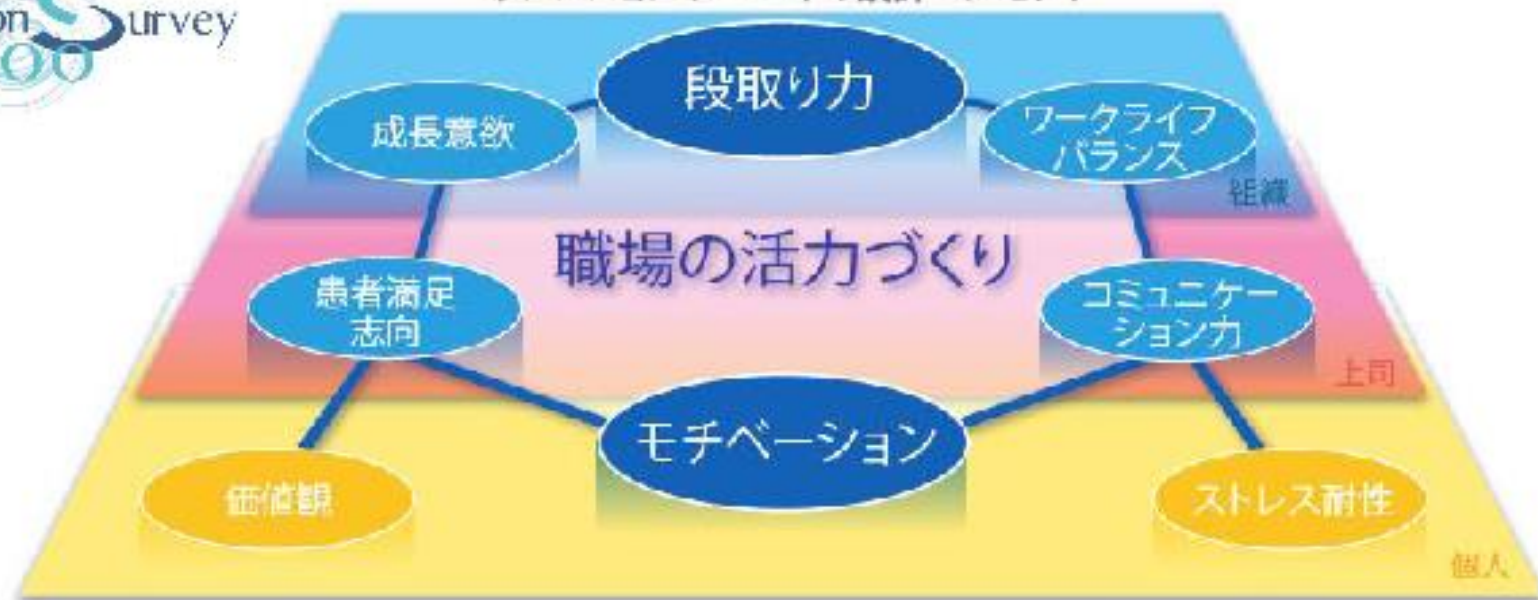 on Survey
段取り力
成長意欲
ワークライフ
バランス
組織
職場の活力づくり
患者満足
志向
コミュニケー
ション力
上司
モチベーション
価値観
ストレス耐性
個人